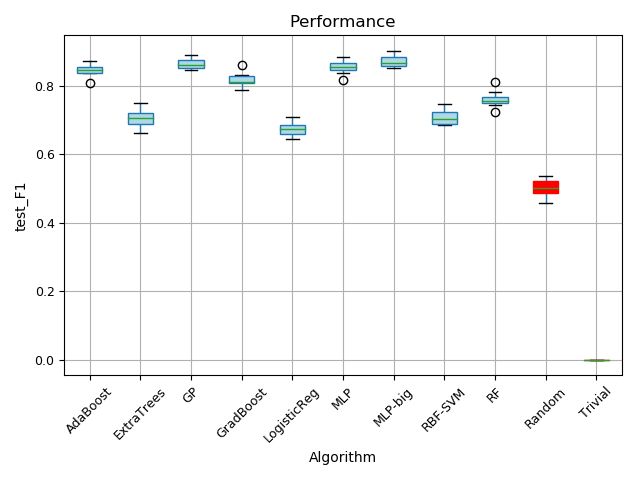 Performance
test_F1
0.8
0.6
0.4
0.2
0.0
AdaBoost
ExtraTrees
GP
GradBoost
LogisticReg
MLP
MLP-big
RBF-SVM
RF
Random
Trivial
Algorithm